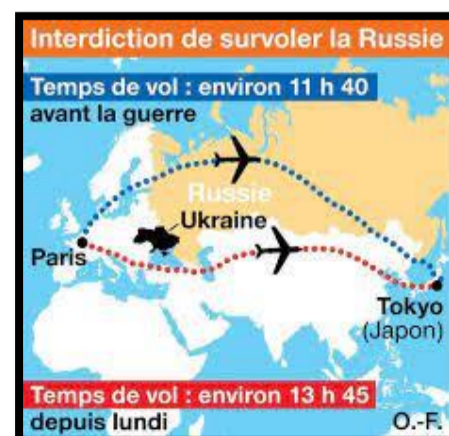 Interdiction de survoler la Russie
Temps de vol : environ 11 h 40
avant la guerre
Russie
Ukraine
Paris
Tokyo
(Japon)
Temps de vol : environ 13 h 45
depuis lundi
O.-F.